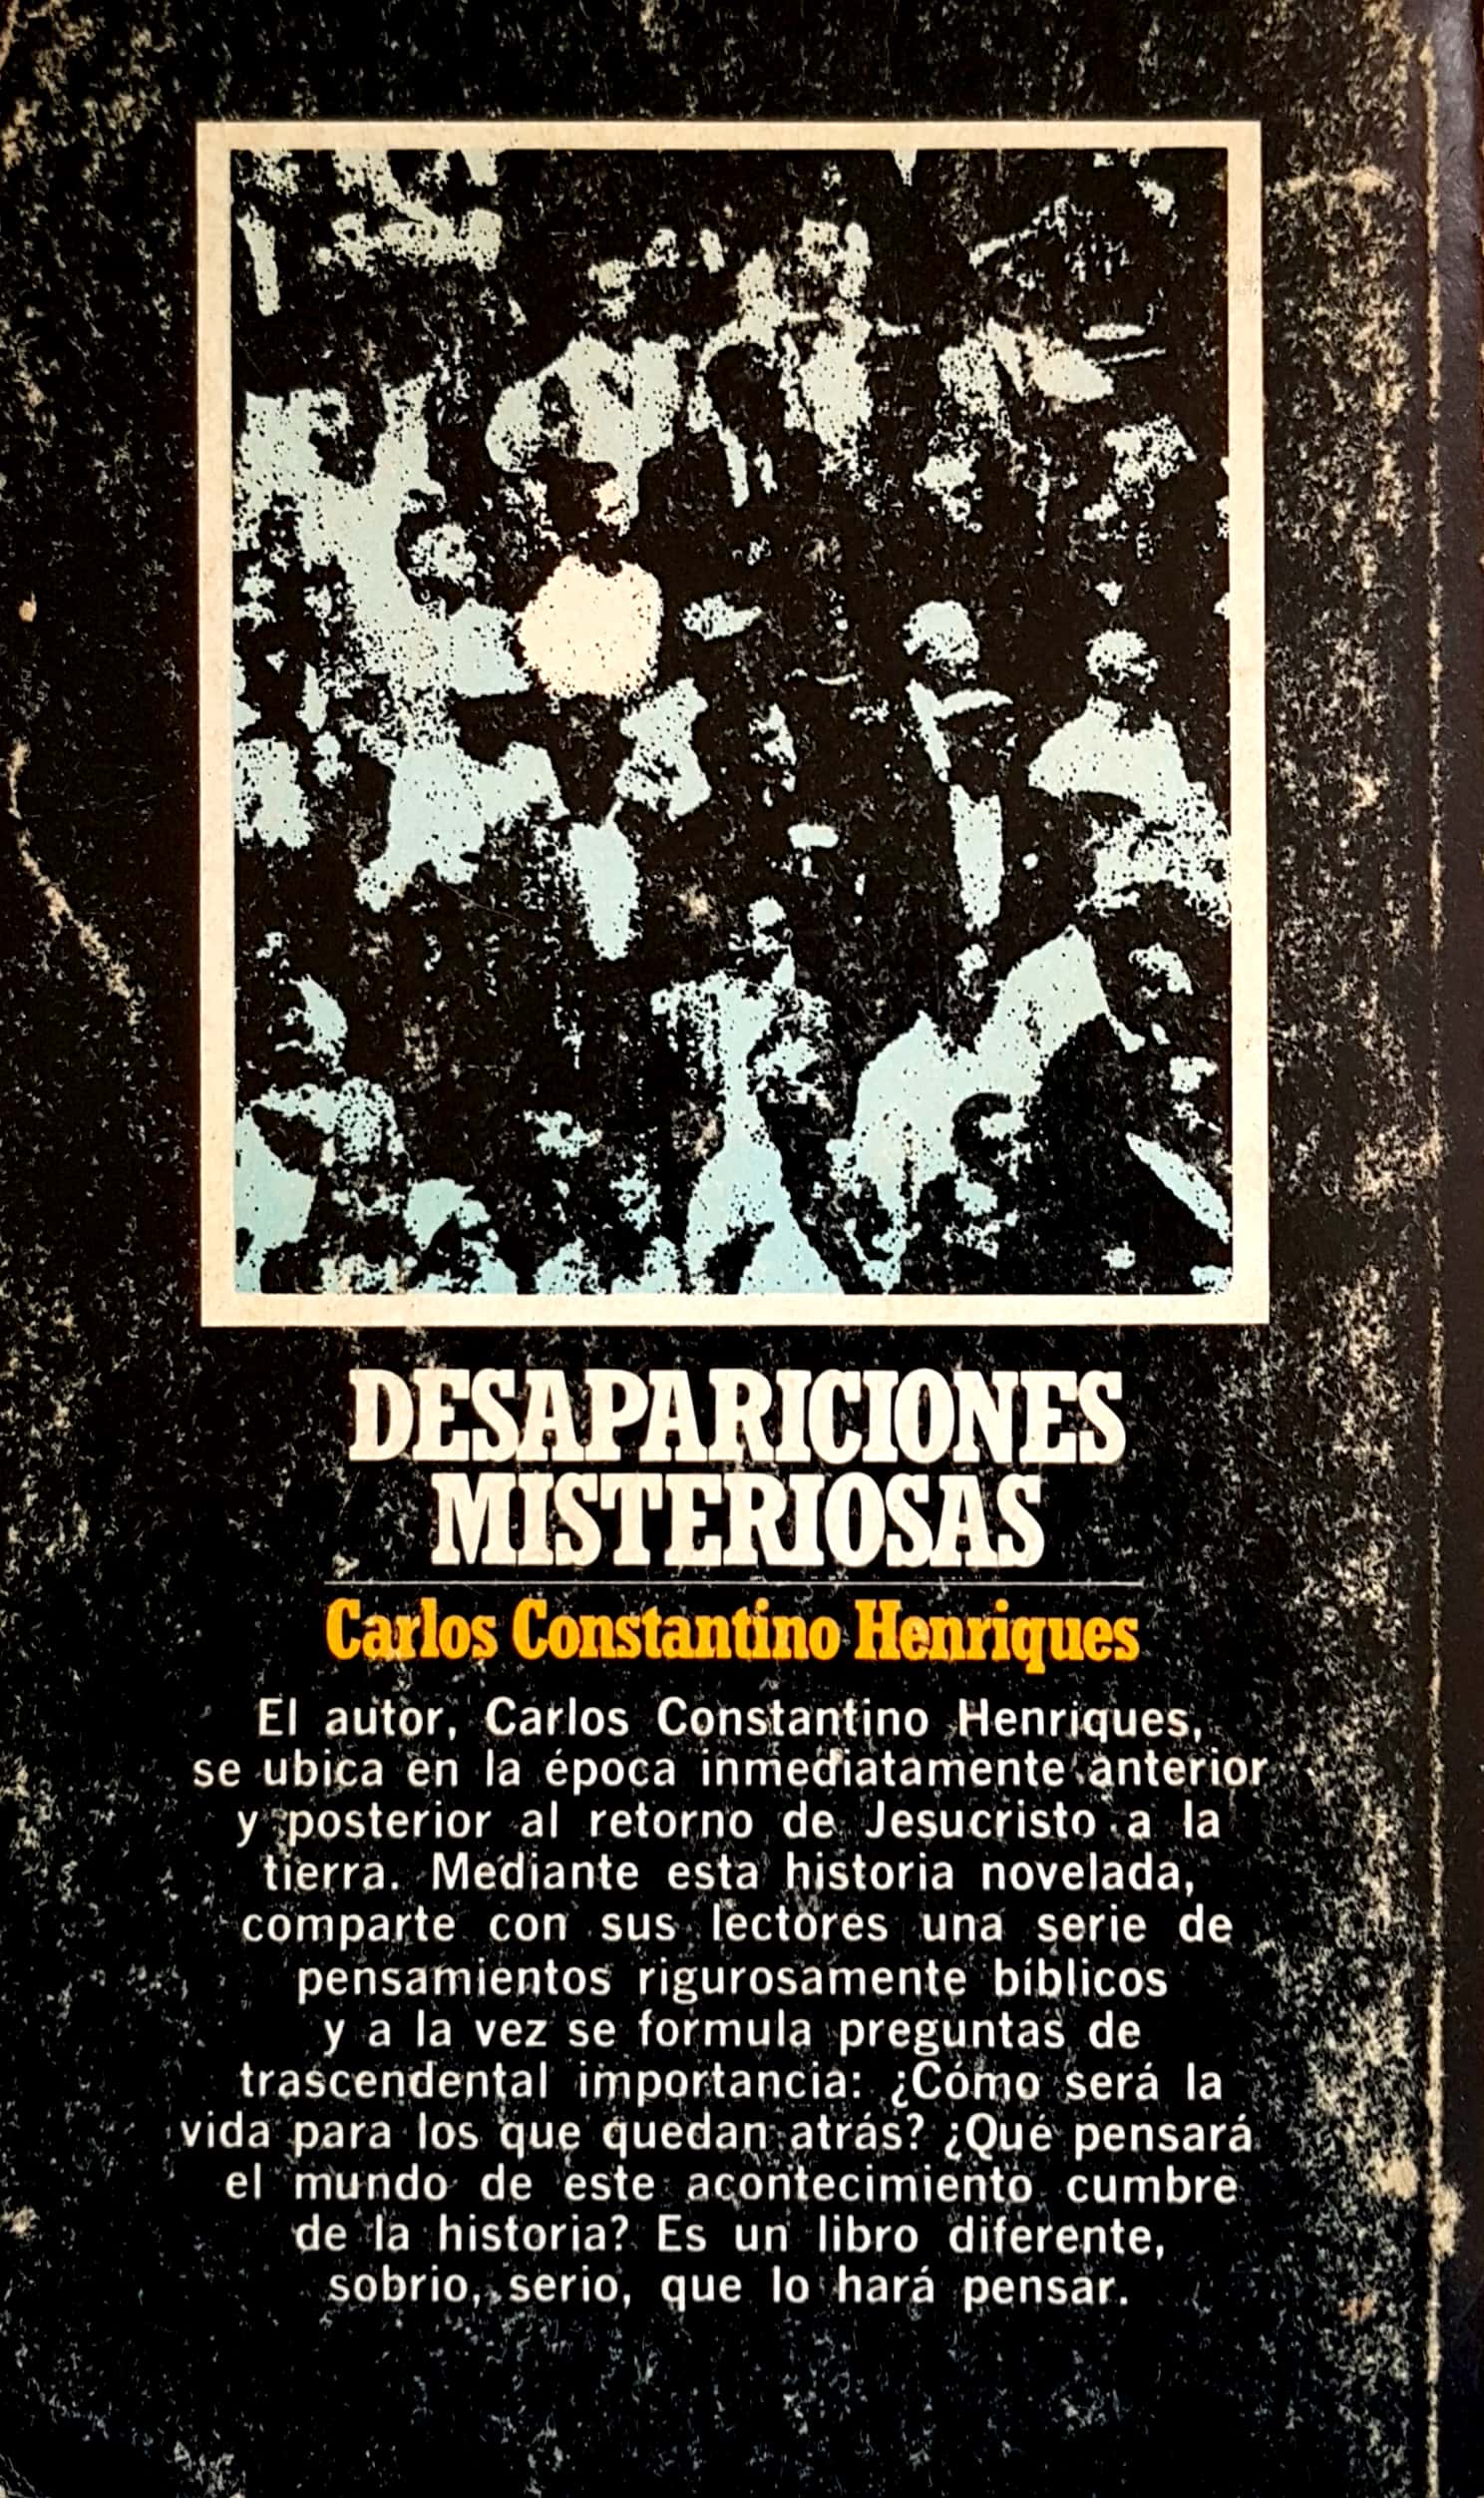 DESAPARICIONES
MISTERIOSAS
Carlos Constantino Henriques
El autor, Carlos Constantino Henriques,
se ubica en la época inmediatamente anterior
y posterior al retorno de Jesucristo a la
tierra. Mediante esta historia novelada,
comparte con sus lectores una serie de
pensamientos rigurosamente bíblicos
y a la vez se formula preguntas de
trascendental importancia: ¿Cómo será la
vida para los que quedan atrás? ¿Qué pensará
el mundo de este acontecimiento cumbre
de la historia? Es un libro diferente,
sobrio, serio, que lo hará pensar.